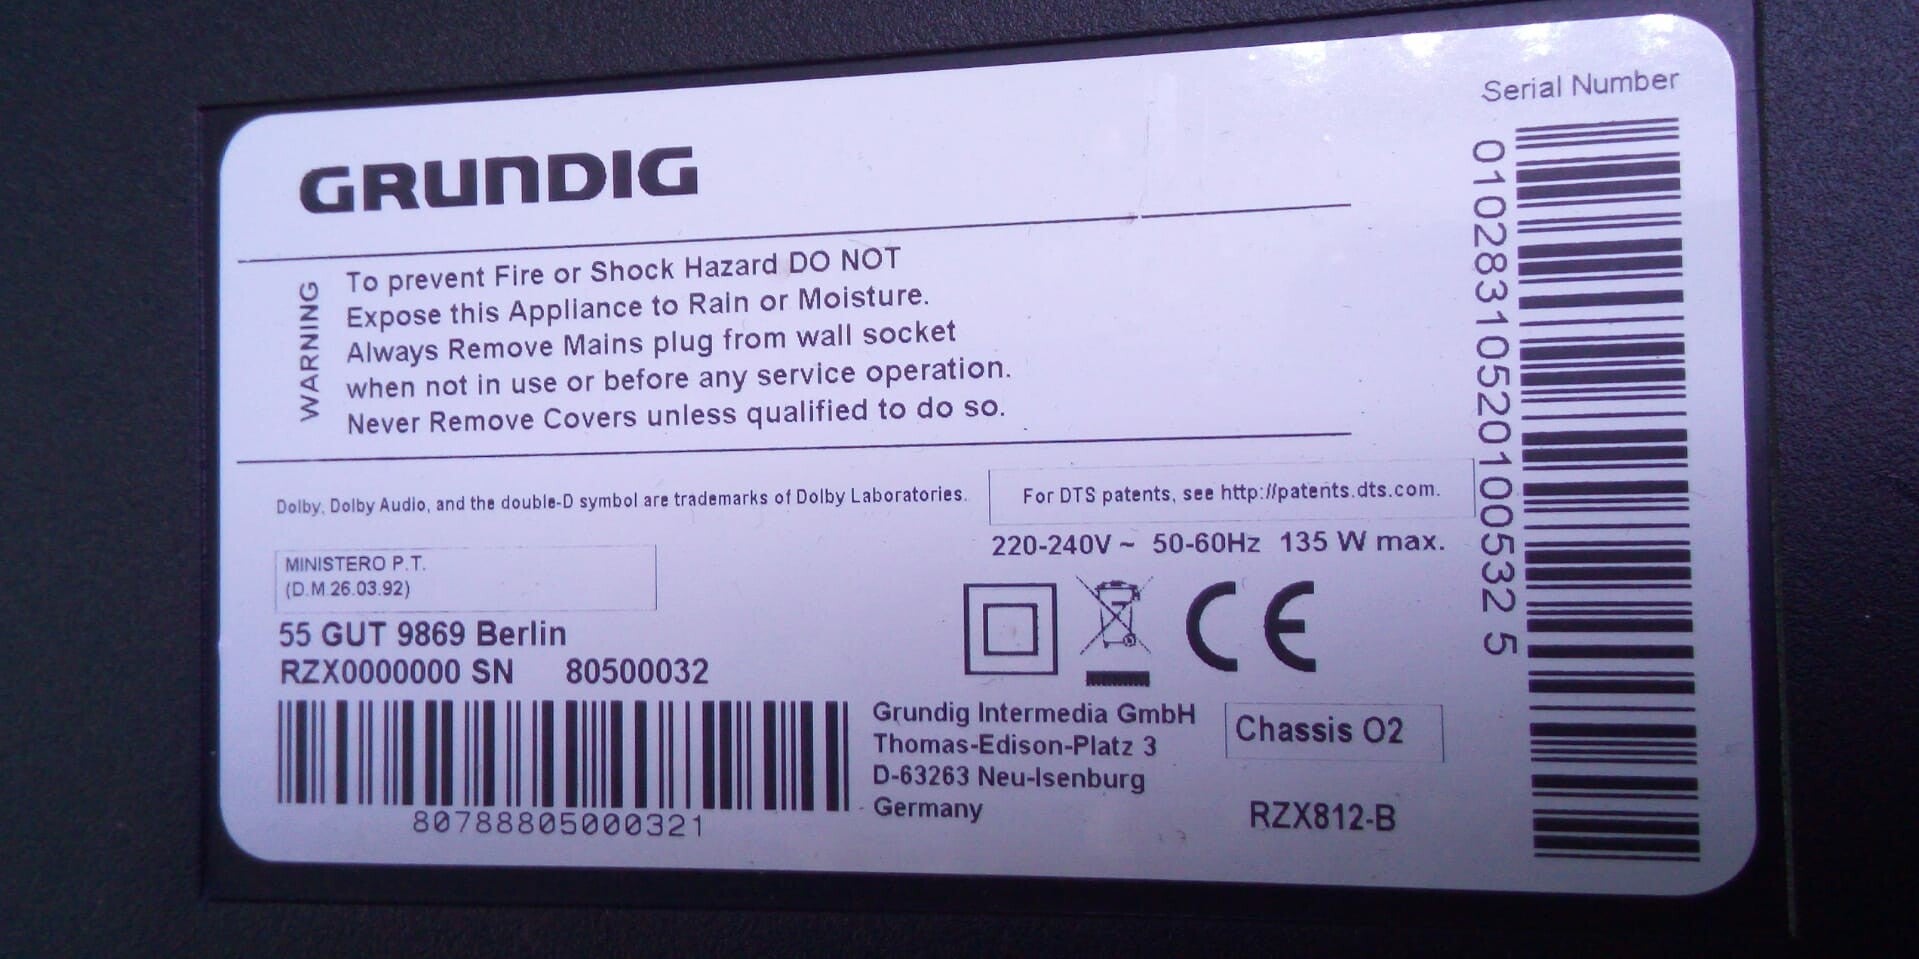 GRUNDIG
Serial Number
WARNING
To prevent Fire or Shock Hazard DO NOT
Expose this Appliance to Rain or Moisture.
Always Remove Mains plug from wall socket
when not in use or before any service operation.
Never Remove Covers unless qualified to do so.
Dolby, Dolby Audio, and the double-D symbol are trademarks of Dolby Laboratories.
For DTS patents, see http://patents.dts.com.
220-240V ~ 50-60Hz 135 W max.
MINISTERO P.T.
(D.M 26.03.92)
55 GUT 9869 Berlin
RZX0000000 SN 80500032
80788805000321
CE
Grundig Intermedia GmbH
Thomas-Edison-Platz 3
D-63263 Neu-Isenburg
Germany
Chassis O2
RZX812-B
01028310520100532 5